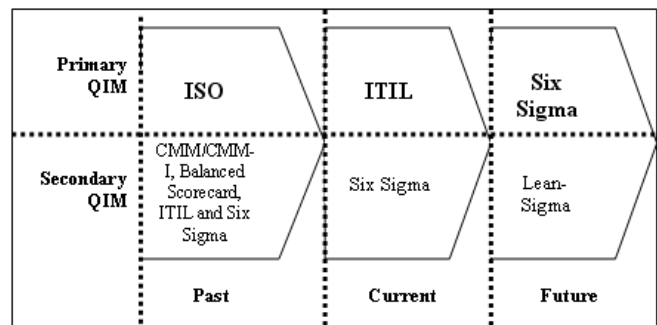 Primary
QIM
ISO
ITIL
Six
Sigma
Secondary
QIM
CMM/CMM-
I, Balanced
Scorecard,
ITIL and Six
Sigma
Six Sigma
Lean-
Sigma
Past
Current
Future